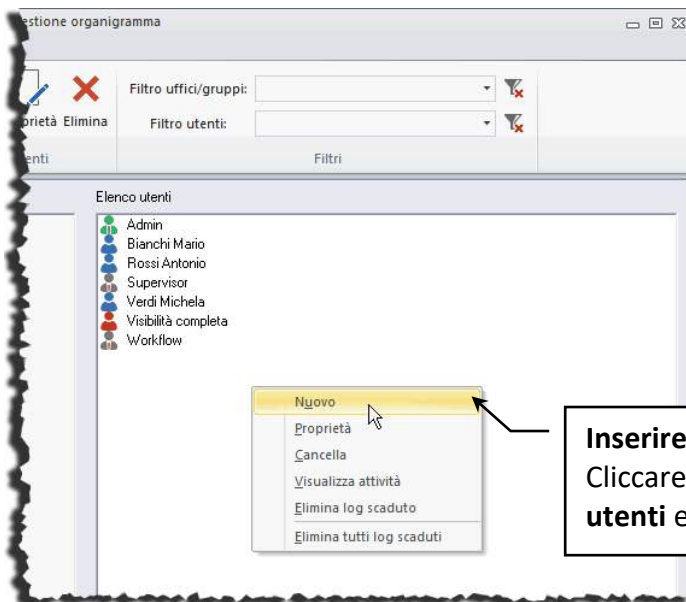 estione organigramma
prietà Elimina
Filtro uffici/gruppi:
Filtro utenti:
enti
Filtri
Elenco utenti
Admin
Bianchi Mario
Rossi Antonio
Supervisor
Verdi Michela
Visibilità completa
Workflow
Nuovo
Proprietà
Cancella
Visualizza attività
Elimina log scaduto
Elimina tutti log scaduti
Inserire
Cliccare
utenti e